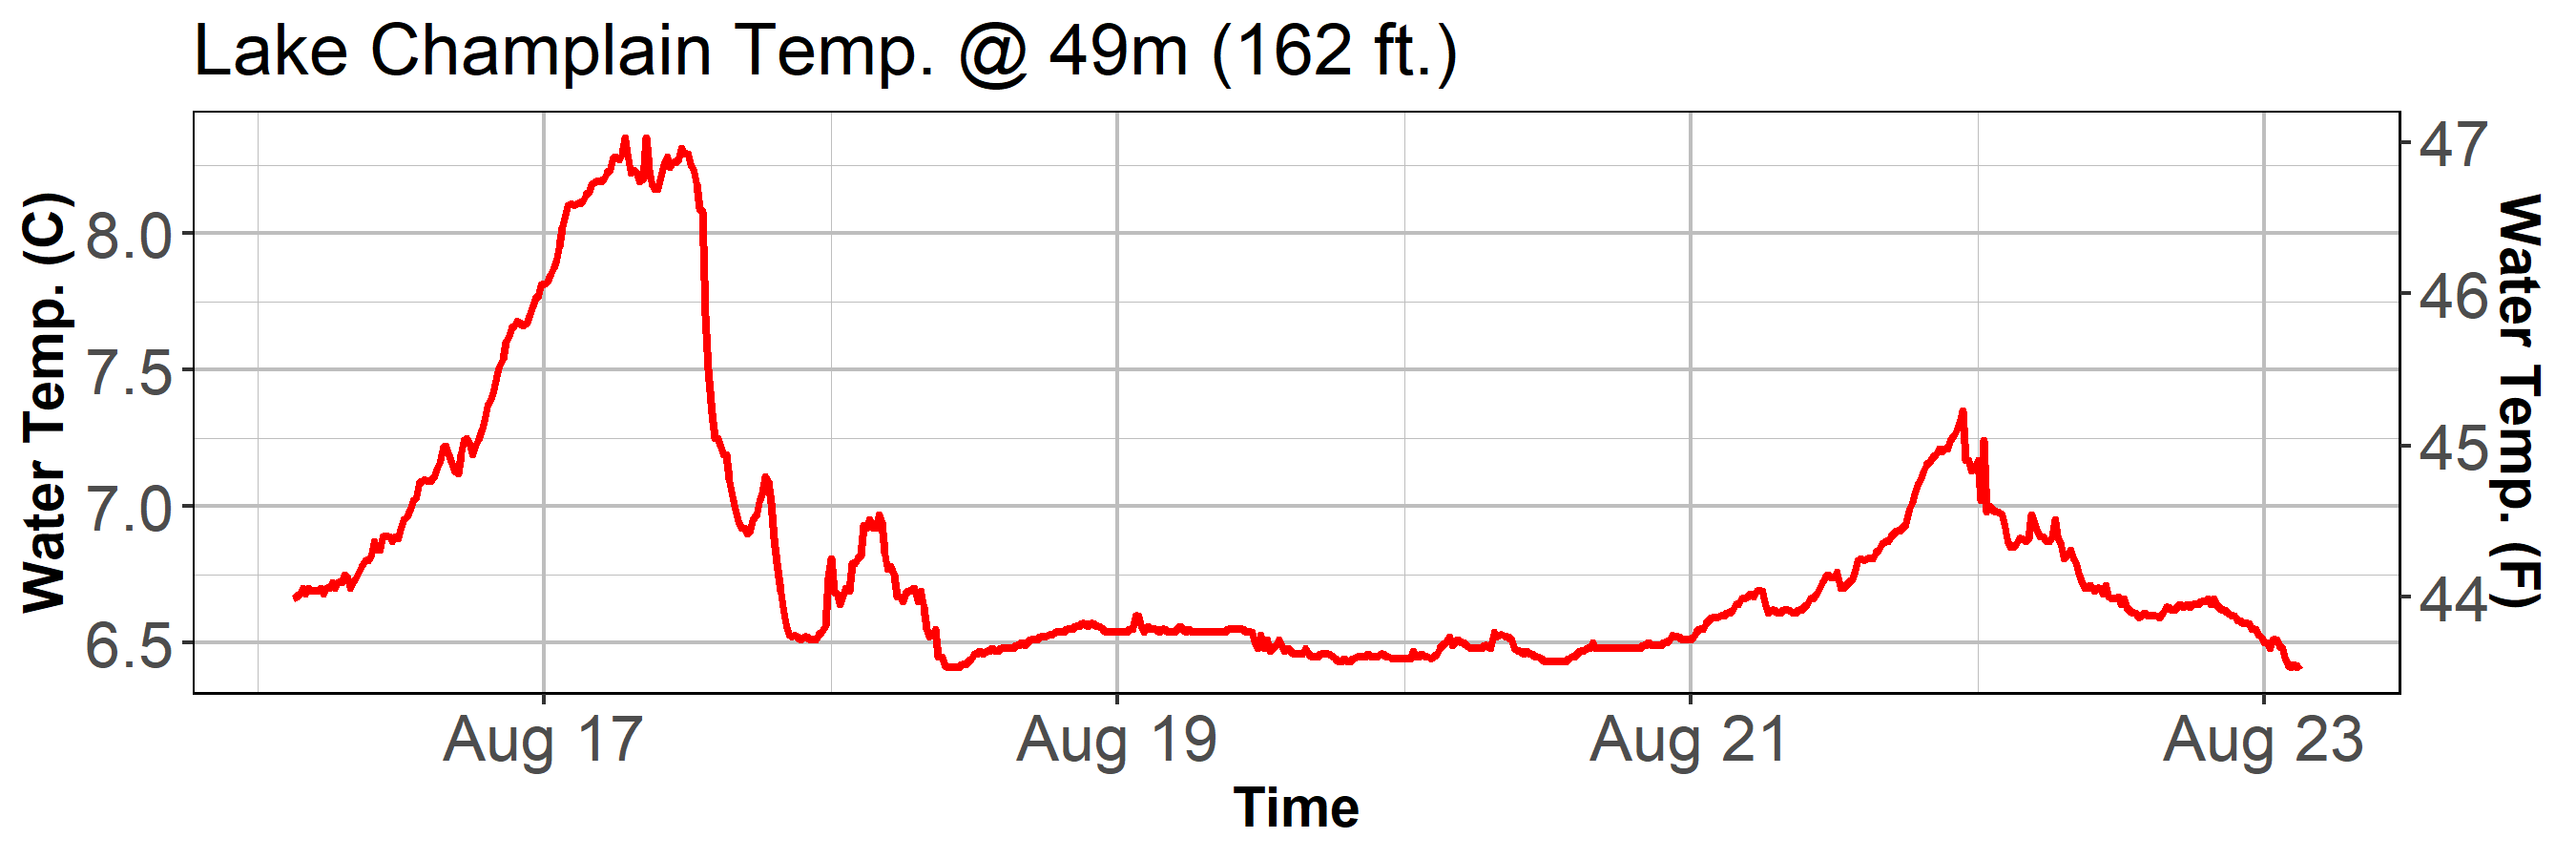 Lake Champlain Temp. @ 49m (162 ft.)
Water Temp. (C)
8.0
7.5
7.0
6.5
47
46
45
44
Water Temp. (F)
Aug 17 Aug 19 Aug 21 Aug 23
Time